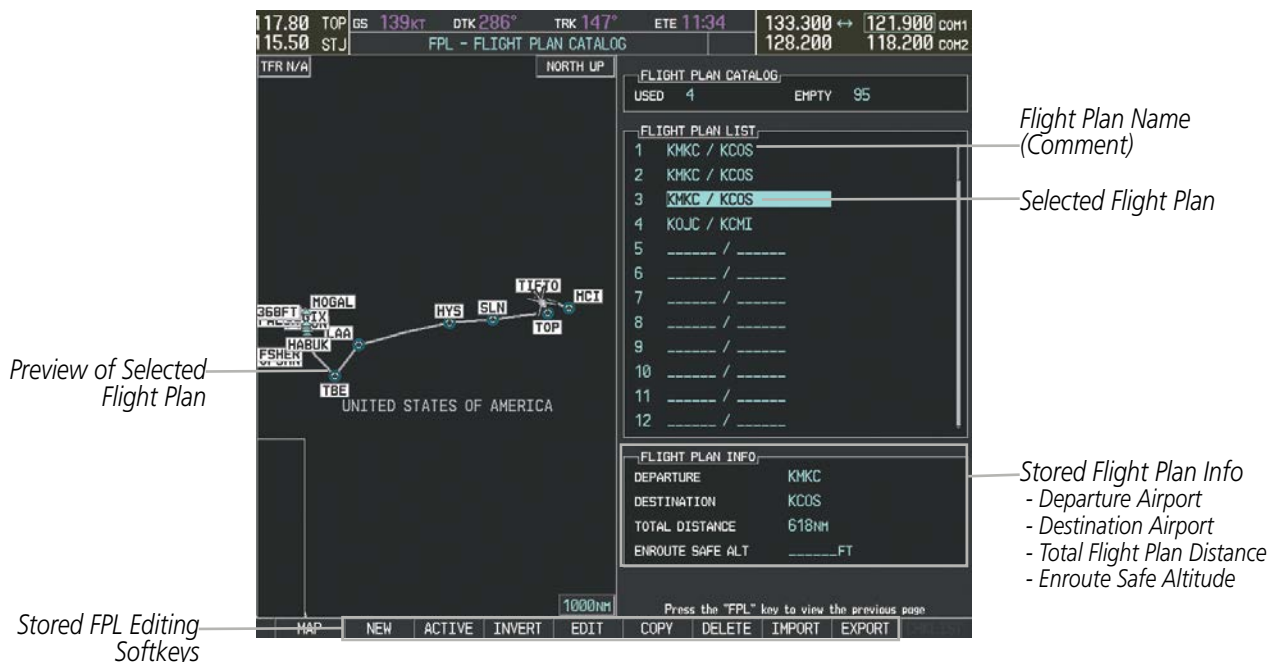 117.80 TOP GS 139KT DTK 286° TRK 147° ETE 11:34 133.300 ↔ 121.900 COM1
115.50 STJ FPL – FLIGHT PLAN CATALOG 128.200 118.200 COM2
TFR N/A
NORTH UP
MOGAL
368FT
HABUK
FSHER
LAA
TBE
HYS
SLN
TOP
MCI
UNITED STATES OF AMERICA
1000NM
FLIGHT PLAN CATALOG
USED 4 EMPTY 95
FLIGHT PLAN LIST
1 KMKC / KCOS
2 KMKC / KCOS
3 KMKC / KCOS
4 KOJC / KCMI
5 ______ / ______
6 ______ / ______
7 ______ / ______
8 ______ / ______
9 ______ / ______
10 ______ / ______
11 ______ / ______
12 ______ / ______
FLIGHT PLAN INFO
DEPARTURE KMKC
DESTINATION KCOS
TOTAL DISTANCE 618NM
ENROUTE SAFE ALT ______FT
Press the "FPL" key to view the previous page
MAP NEW ACTIVE INVERT EDIT COPY DELETE IMPORT EXPORT
Flight Plan Name
(Comment)
Selected Flight Plan
Preview of Selected
Flight Plan
Stored Flight Plan Info
- Departure Airport
- Destination Airport
- Total Flight Plan Distance
- Enroute Safe Altitude
Stored FPL Editing
Softkeys